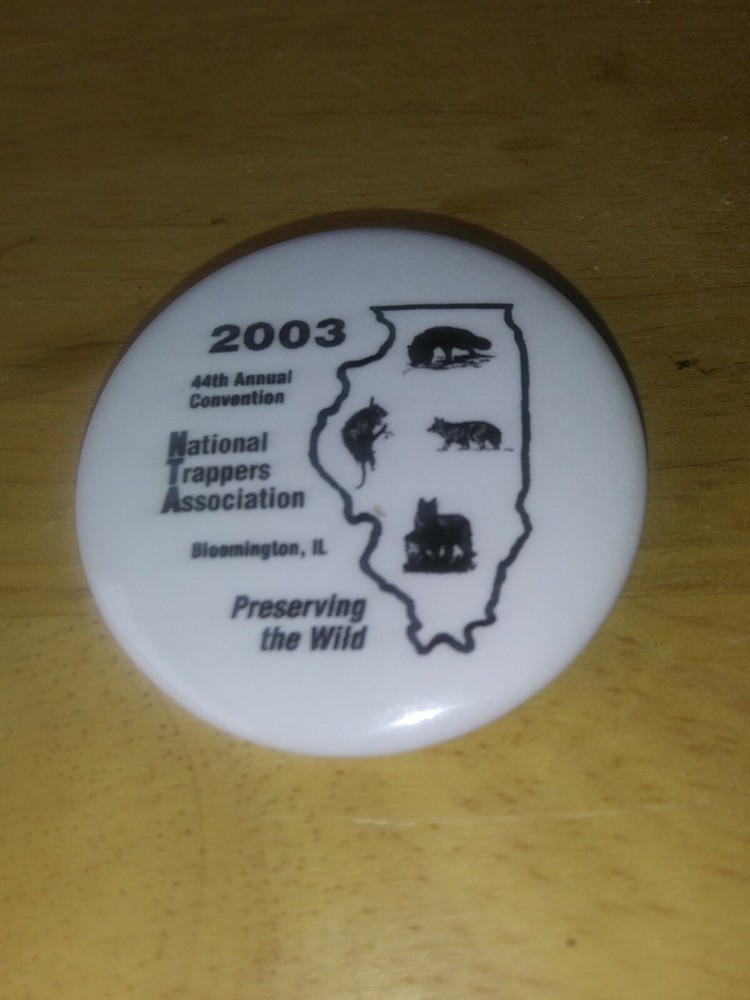 2003
44th Annual
Convention
National
Trappers
Association
Bloomington, IL
Preserving
the Wild